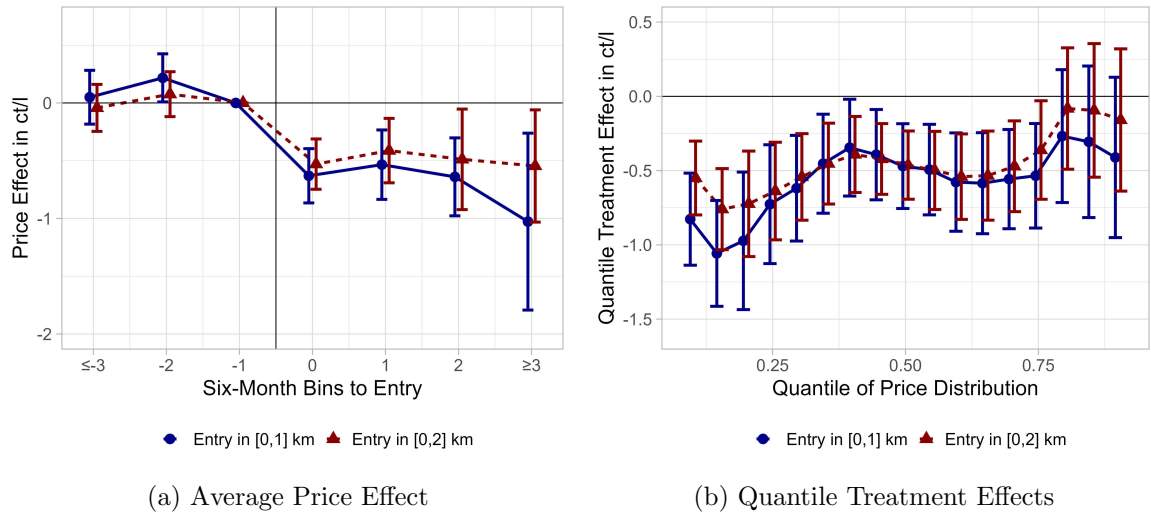 Price Effect in ct/l
0
-1
-2
≤-3
-2
-1
0
1
2
≥3
Six-Month Bins to Entry
Entry in [0,1] km
Entry in [0,2] km
(a) Average Price Effect
Quantile Treatment Effect in ct/l
0.5
0.0
-0.5
-1.0
-1.5
0.25
0.50
0.75
Quantile of Price Distribution
Entry in [0,1] km
Entry in [0,2] km
(b) Quantile Treatment Effects